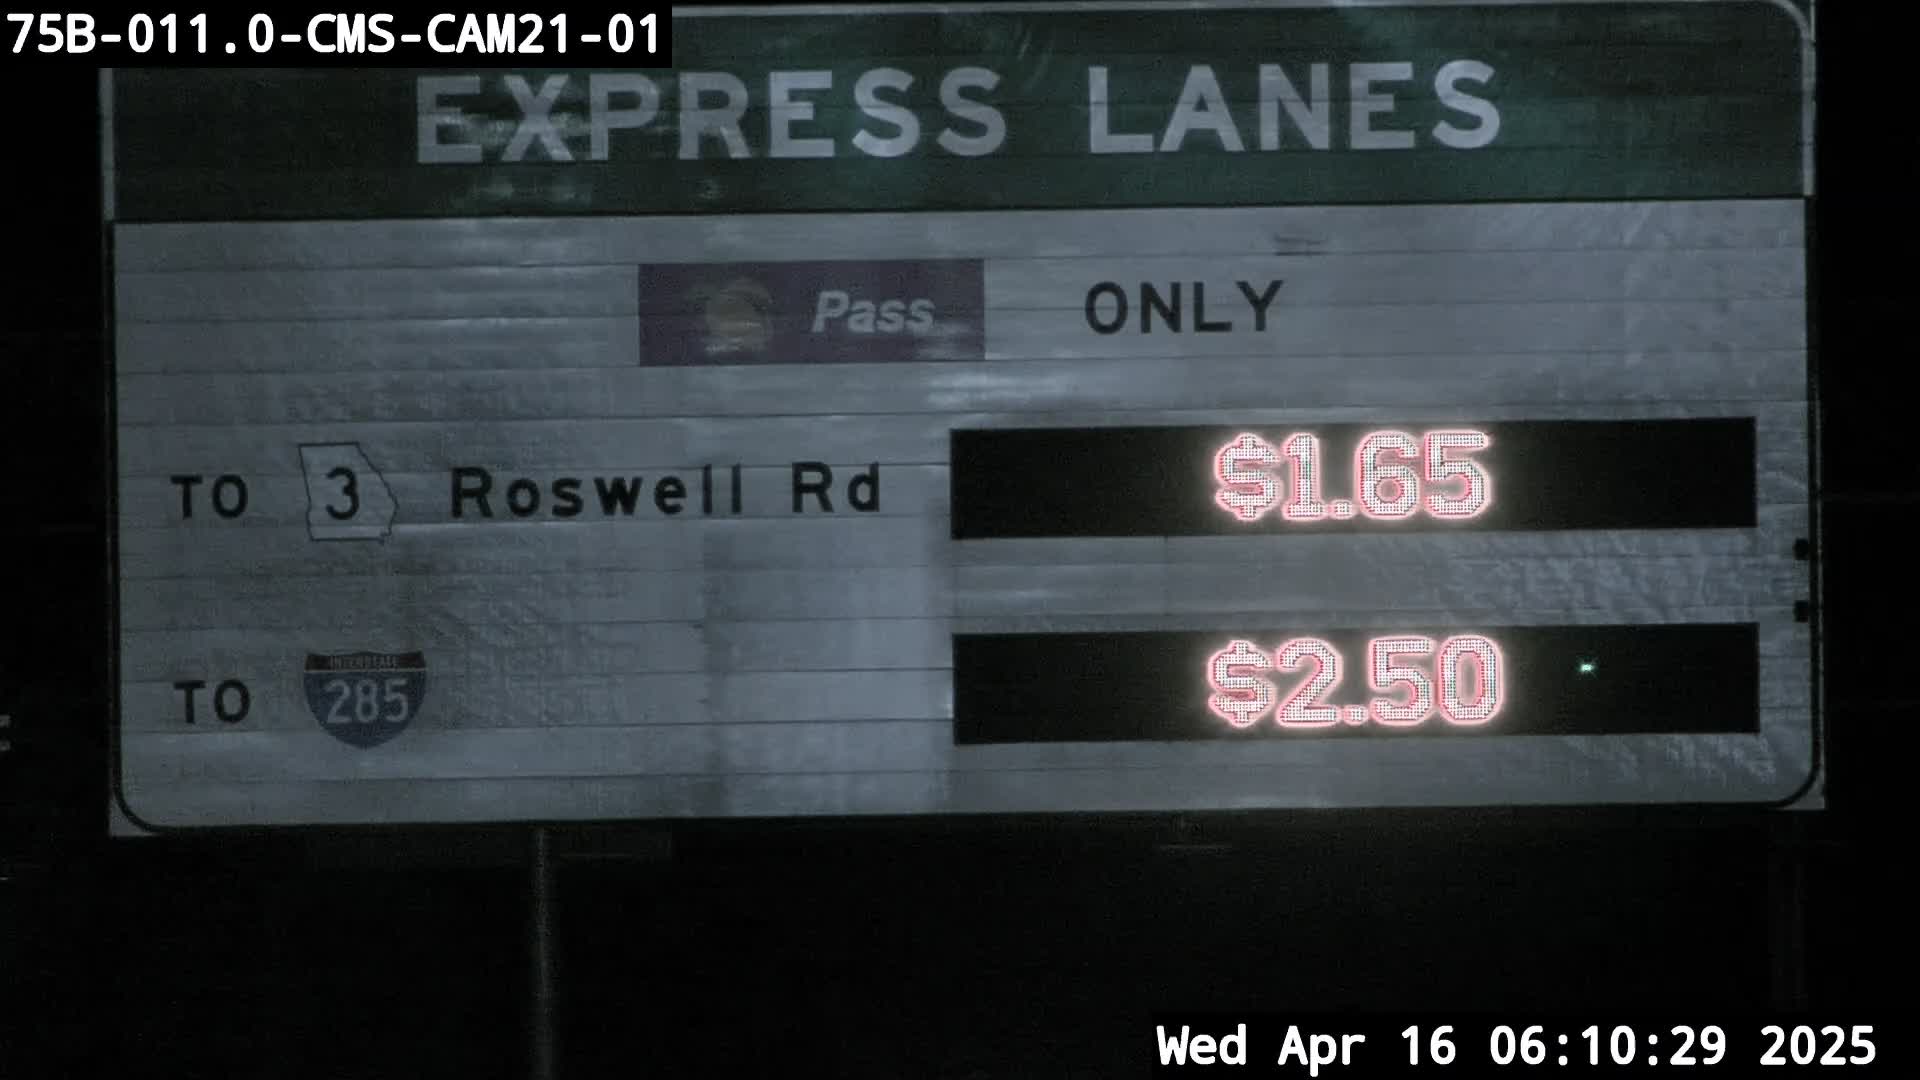 75B-011.0-CMS-CAM21-01
EXPRESS LANES
Pass ONLY
TO 3 Roswell Rd $1.65
TO INTERSTATE 285 $2.50
Wed Apr 16 06:10:29 2025